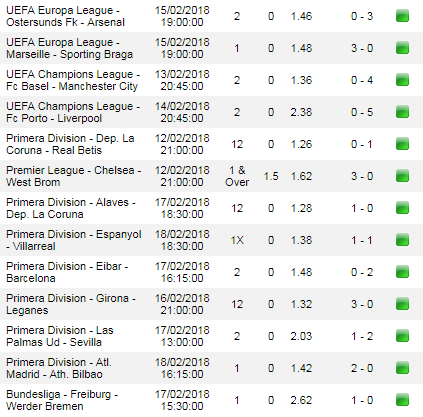 UEFA Europa League - Ostersunds Fk - Arsenal 15/02/2018 19:00:00 2 0 1.46 0 - 3
UEFA Europa League - Marseille - Sporting Braga 15/02/2018 19:00:00 1 0 1.48 3 - 0
UEFA Champions League - Fc Basel - Manchester City 13/02/2018 20:45:00 2 0 1.36 0 - 4
UEFA Champions League - Fc Porto - Liverpool 14/02/2018 20:45:00 2 0 2.38 0 - 5
Primera Division - Dep. La Coruna - Real Betis 12/02/2018 21:00:00 12 0 1.26 0 - 1
Premier League - Chelsea - West Brom 12/02/2018 21:00:00 1 & Over 1.5 1.62 3 - 0
Primera Division - Alaves - Dep. La Coruna 17/02/2018 18:30:00 12 0 1.28 1 - 0
Primera Division - Espanyol - Villarreal 18/02/2018 18:30:00 1X 0 1.38 1 - 1
Primera Division - Eibar - Barcelona 17/02/2018 16:15:00 2 0 1.48 0 - 2
Primera Division - Girona - Leganes 16/02/2018 21:00:00 12 0 1.32 3 - 0
Primera Division - Las Palmas Ud - Sevilla 17/02/2018 13:00:00 2 0 2.03 1 - 2
Primera Division - Atl. Madrid - Ath. Bilbao 18/02/2018 16:15:00 1 0 1.42 2 - 0
Bundesliga - Freiburg - Werder Bremen 17/02/2018 15:30:00 1 0 2.62 1 - 0